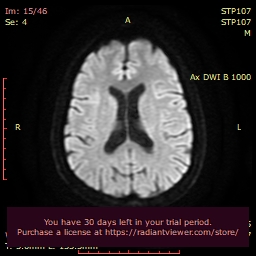 Im: 15/46
Se: 4
A
STP107
STP107
M
Ax DWI B 1000
R
L
You have 30 days left in your trial period.
Purchase a license at https://radiantviewer.com/store/